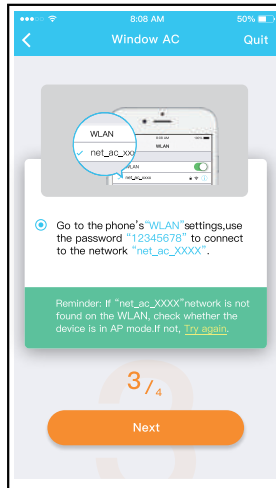 8:08 AM
50%
Window AC
Quit
WLAN
net_ac_xxx
WLAN
WLAN
net_ac_xxxx
Go to the phone's"WLAN"settings,use
the password "12345678" to connect
to the network "net_ac_XXXX".
Reminder: If "net_ac_XXXX"network is not
found on the WLAN, check whether the
device is in AP mode.If not, Try again.
3/4
Next